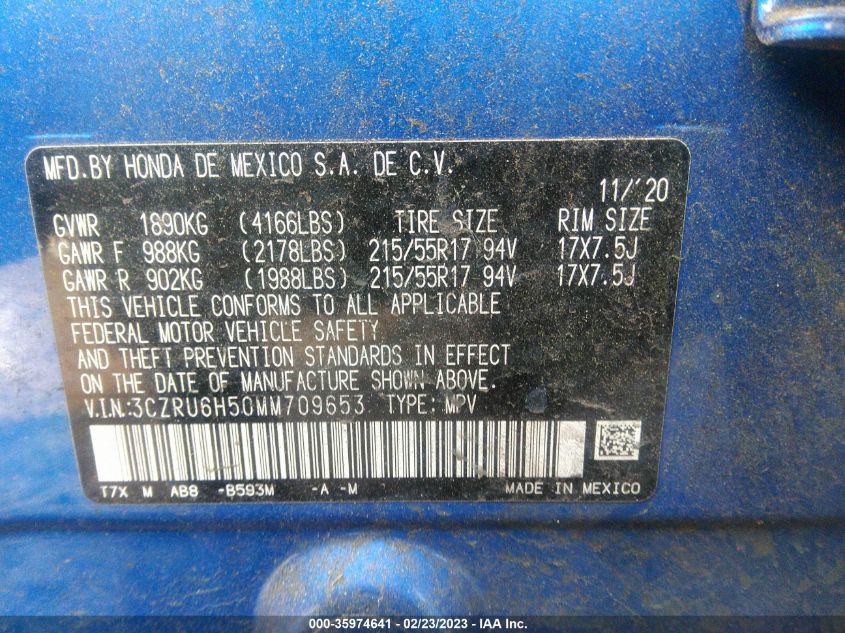 MFD.BY HONDA DE MEXICO S.A. DE C.V.
11/'20
GVWR 1890KG (4166LBS) TIRE SIZE RIM SIZE
GAWR F 988KG (2178LBS) 215/55R17 94V 17X7.5J
GAWR R 902KG (1988LBS) 215/55R17 94V 17X7.5J
THIS VEHICLE CONFORMS TO ALL APPLICABLE
FEDERAL MOTOR VEHICLE SAFETY
AND THEFT PREVENTION STANDARDS IN EFFECT
ON THE DATE OF MANUFACTURE SHOWN ABOVE.
V.I.N.:3CZRU6H50MM709653 TYPE: MPV
T7X M AB8 -B593M -A -M MADE IN MEXICO
000-35974641 - 02/23/2023 - IAA Inc.